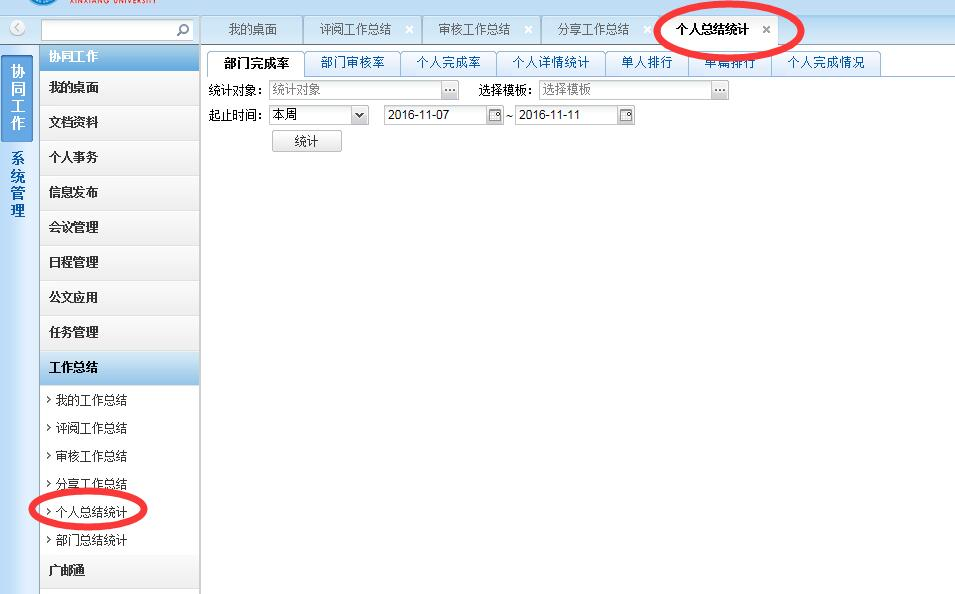 XINXIANG UNIVERSITY
我的桌面 评阅工作总结 审核工作总结 分享工作总结 个人总结统计
协同工作
系统管理
协同工作
我的桌面
文档资料
个人事务
信息发布
会议管理
日程管理
公文应用
任务管理
工作总结
我的工作总结
评阅工作总结
审核工作总结
分享工作总结
个人总结统计
部门总结统计
广邮通
部门完成率 部门审核率 个人完成率 个人详情统计 单人排行 单篇排行 个人完成情况
统计对象: 统计对象 选择模板: 选择模板
起止时间: 本周 2016-11-07 ~ 2016-11-11
统计